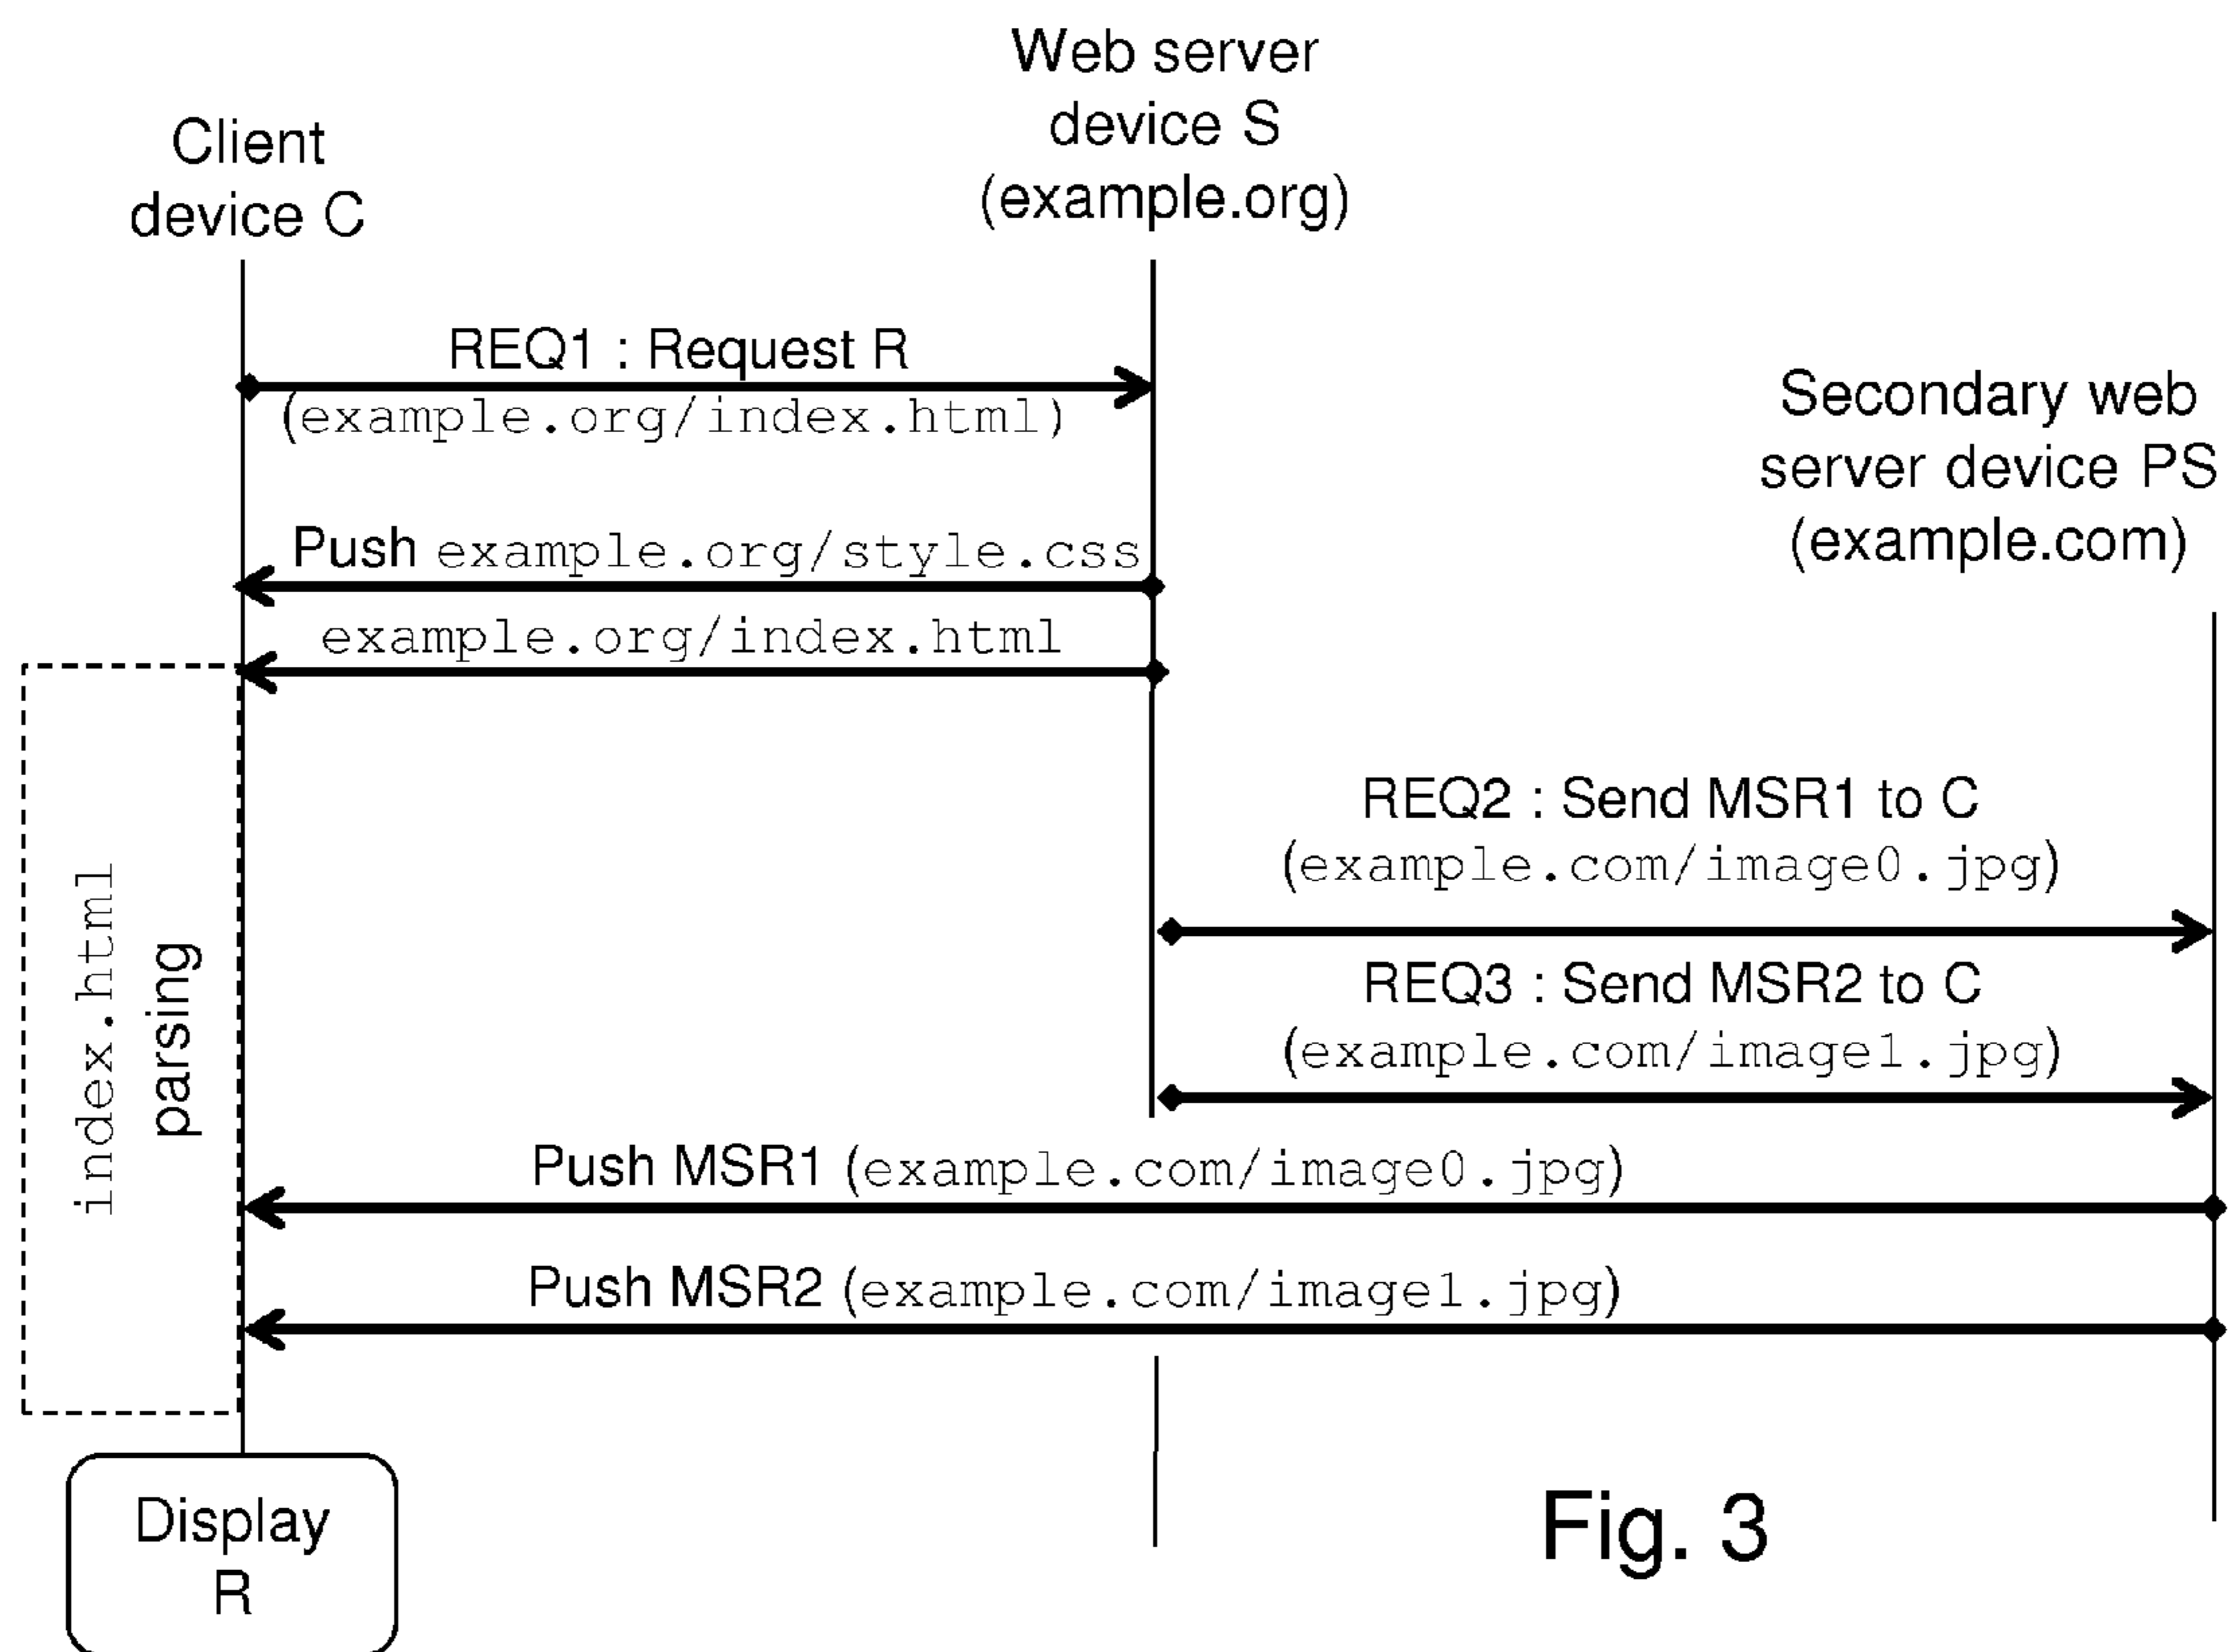 Web server
device S
(example.org)
Client
device C
REQ1 : Request R
(example.org/index.html)
Secondary web
server device PS
(example.com)
Push example.org/style.css
example.org/index.html
REQ2 : Send MSR1 to C
(example.com/image0.jpg)
REQ3 : Send MSR2 to C
(example.com/image1.jpg)
index.html
parsing
Push MSR1 (example.com/image0.jpg)
Push MSR2 (example.com/image1.jpg)
Display
R
Fig. 3